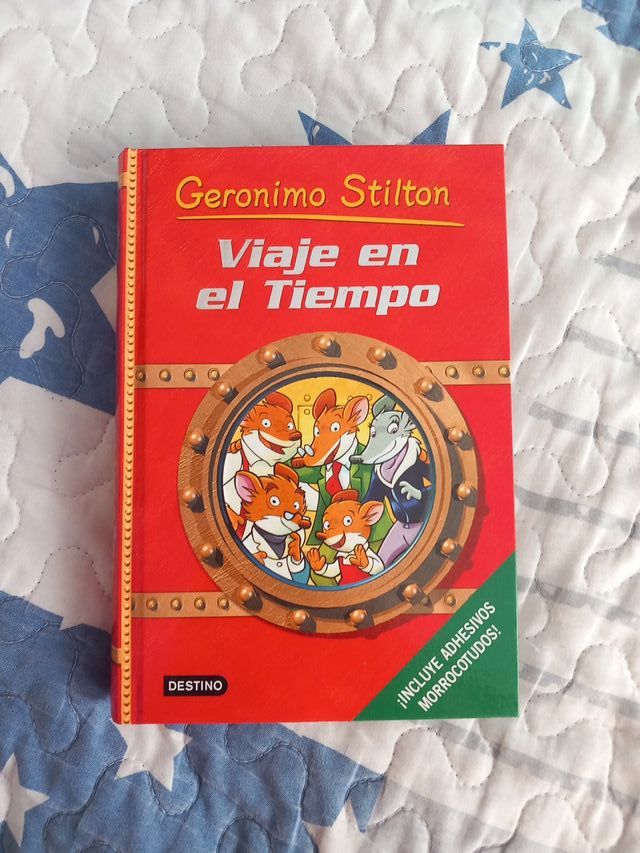 Geronimo Stilton
Viaje en
el Tiempo
¡INCLUYE ADHESIVOS
MORROCOTUDOS!
DESTINO